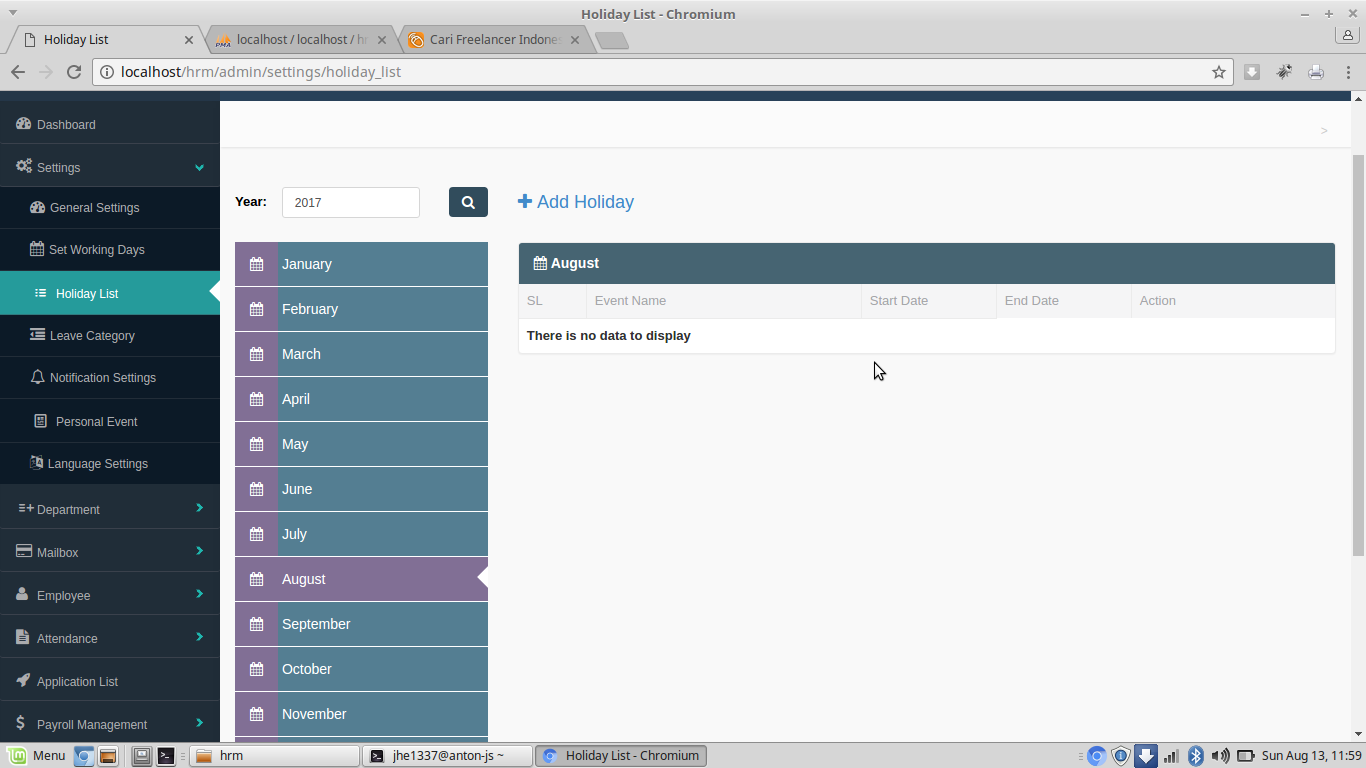 Holiday List - Chromium
Holiday List
PMA localhost / localhost / h
Cari Freelancer Indone
localhost/hrm/admin/settings/holiday_list
Dashboard
Settings
General Settings
Set Working Days
Holiday List
Leave Category
Notification Settings
Personal Event
Language Settings
Department
Mailbox
Employee
Attendance
Application List
Payroll Management
>
Year: 2017
Add Holiday
January
February
March
April
May
June
July
August
September
October
November
August
SL Event Name Start Date End Date Action
There is no data to display
Menu
hrm
jhe1337@anton-js ~
Holiday List - Chromium
Sun Aug 13, 11:59